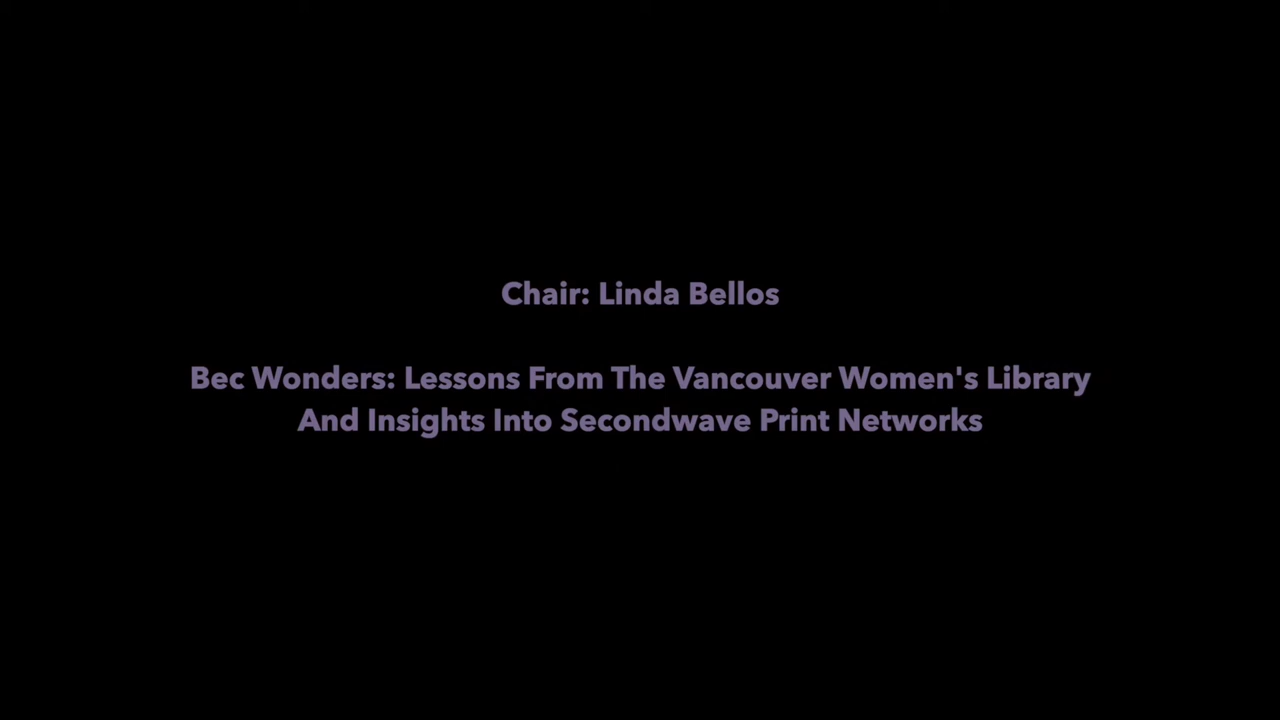 Chair: Linda Bellos
Bec Wonders: Lessons From The Vancouver Women's Library
And Insights Into Secondwave Print Networks